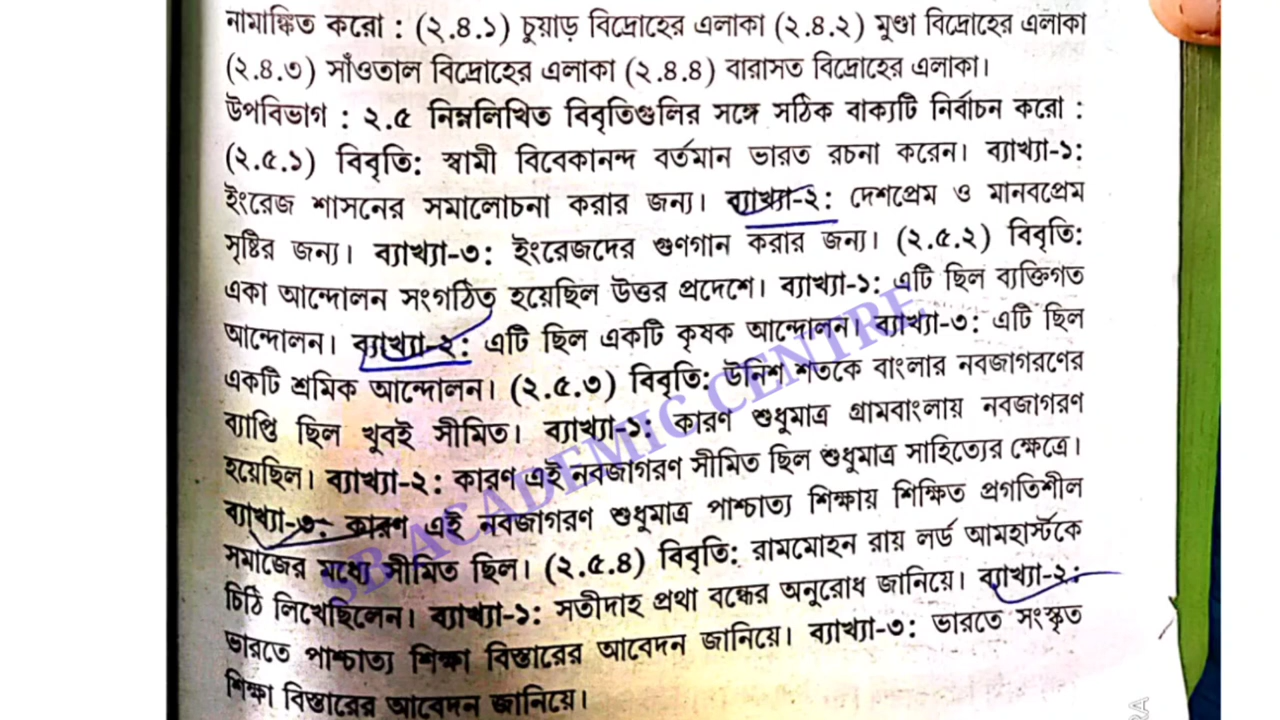 নামাঙ্কিত করো : (২.৪.১) চুয়াড় বিদ্রোহের এলাকা (২.৪.২) মুণ্ডা বিদ্রোহের এলাকা
(২.৪.৩) সাঁওতাল বিদ্রোহের এলাকা (২.৪.৪) বারাসত বিদ্রোহের এলাকা।
উপবিভাগ : ২.৫ নিম্নলিখিত বিবৃতিগুলির সঙ্গে সঠিক বাক্যটি নির্বাচন করো :
(২.৫.১) বিবৃতি: স্বামী বিবেকানন্দ বর্তমান ভারত রচনা করেন। ব্যাখ্যা-১:
ইংরেজ শাসনের সমালোচনা করার জন্য। ব্যাখ্যা-২: দেশপ্রেম ও মানবপ্রেম
সৃষ্টির জন্য। ব্যাখ্যা-৩: ইংরেজদের গুণগান করার জন্য। (২.৫.২) বিবৃতি:
একা আন্দোলন সংগঠিত হয়েছিল উত্তর প্রদেশে। ব্যাখ্যা-১: এটি ছিল ব্যক্তিগত
আন্দোলন। ব্যাখ্যা-২: এটি ছিল একটি কৃষক আন্দোলন। ব্যাখ্যা-৩: এটি ছিল
একটি শ্রমিক আন্দোলন। (২.৫.৩) বিবৃতি: উনিশ শতকে বাংলার নবজাগরণের
ব্যাপ্তি ছিল খুবই সীমিত। ব্যাখ্যা-১: কারণ শুধুমাত্র গ্রামবাংলায় নবজাগরণ
হয়েছিল। ব্যাখ্যা-২: কারণ এই নবজাগরণ সীমিত ছিল শুধুমাত্র সাহিত্যের ক্ষেত্রে।
ব্যাখ্যা-৩: কারণ এই নবজাগরণ শুধুমাত্র পাশ্চাত্য শিক্ষায় শিক্ষিত প্রগতিশীল
সমাজের মধ্যে সীমিত ছিল। (২.৫.৪) বিবৃতি: রামমোহন রায় লর্ড আমহার্স্টকে
চিঠি লিখেছিলেন। ব্যাখ্যা-১: সতীদাহ প্রথা বন্ধের অনুরোধ জানিয়ে। ব্যাখ্যা-২:
ভারতে পাশ্চাত্য শিক্ষা বিস্তারের আবেদন জানিয়ে। ব্যাখ্যা-৩: ভারতে সংস্কৃত
শিক্ষা বিস্তারের আবেদন জানিয়ে।
SB ACADEMIC CENTRE